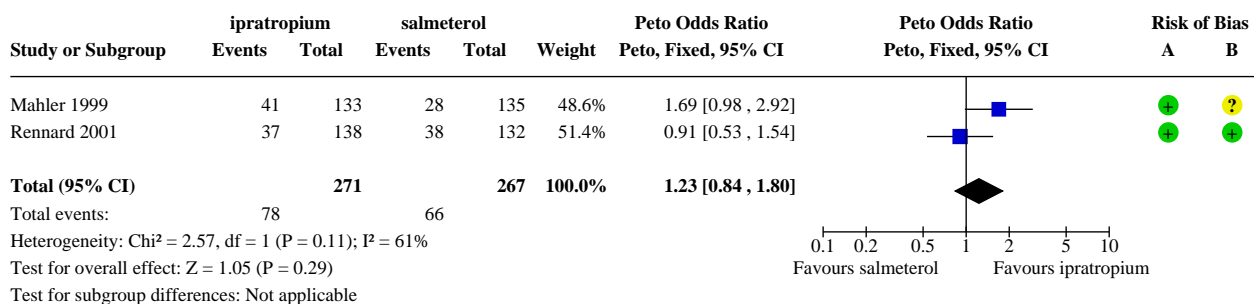 ipratropium salmeterol Peto Odds Ratio Peto Odds Ratio Risk of Bias
Study or Subgroup Events Total Events Total Weight Peto, Fixed, 95% CI Peto, Fixed, 95% CI A B
Mahler 1999 41 133 28 135 48.6% 1.69 [0.98 , 2.92] + ?
Rennard 2001 37 138 38 132 51.4% 0.91 [0.53 , 1.54] + +
Total (95% CI) 271 267 100.0% 1.23 [0.84 , 1.80]
Total events: 78 66
Heterogeneity: Chi² = 2.57, df = 1 (P = 0.11); I² = 61%
0.1 0.2 0.5 1 2 5 10
Test for overall effect: Z = 1.05 (P = 0.29) Favours salmeterol Favours ipratropium
Test for subgroup differences: Not applicable